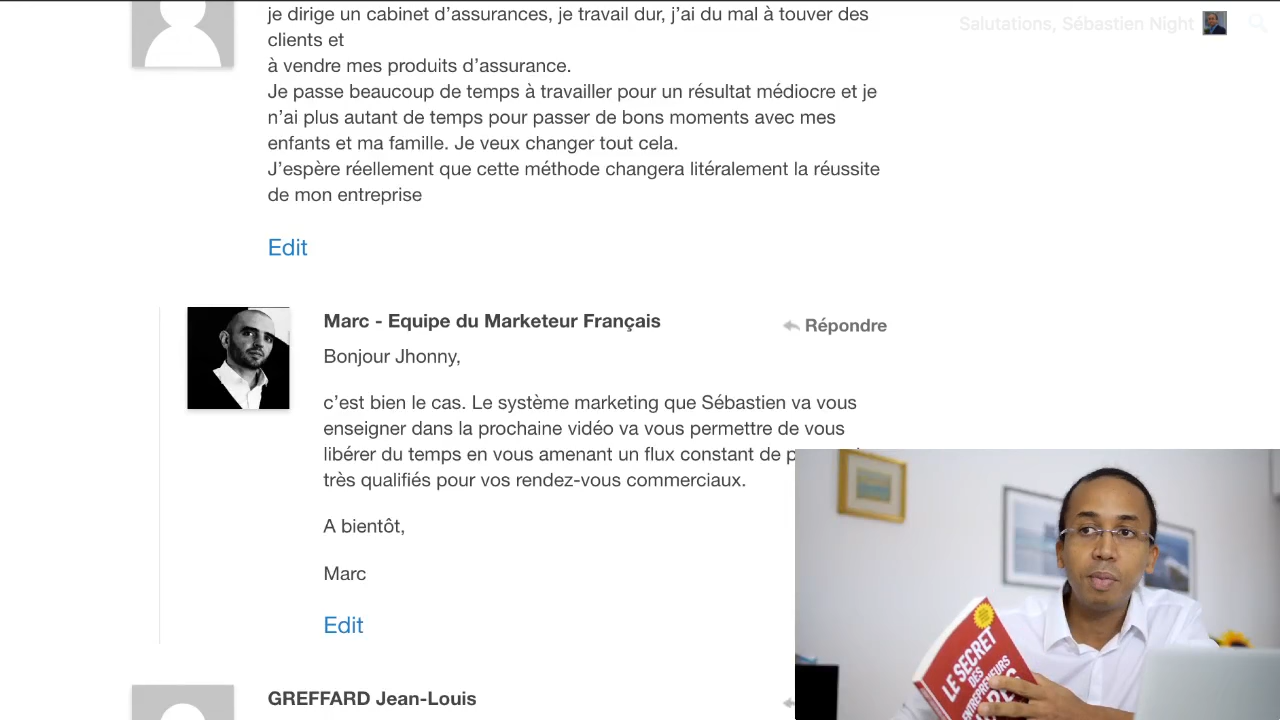 je dirige un cabinet d’assurances, je travail dur, j’ai du mal à touver des
clients et
à vendre mes produits d’assurance.
Je passe beaucoup de temps à travailler pour un résultat médiocre et je
n’ai plus autant de temps pour passer de bons moments avec mes
enfants et ma famille. Je veux changer tout cela.
J’espère réellement que cette méthode changera litéralement la réussite
de mon entreprise
Edit
Salutations, Sébastien Night
Marc - Equipe du Marketeur Français
Répondre
Bonjour Jhonny,
c’est bien le cas. Le système marketing que Sébastien va vous
enseigner dans la prochaine vidéo va vous permettre de vous
libérer du temps en vous amenant un flux constant de
très qualifiés pour vos rendez-vous commerciaux.
A bientôt,
Marc
Edit
GREFFARD Jean-Louis
LE SECRET
DES
ENTREPRENEURS